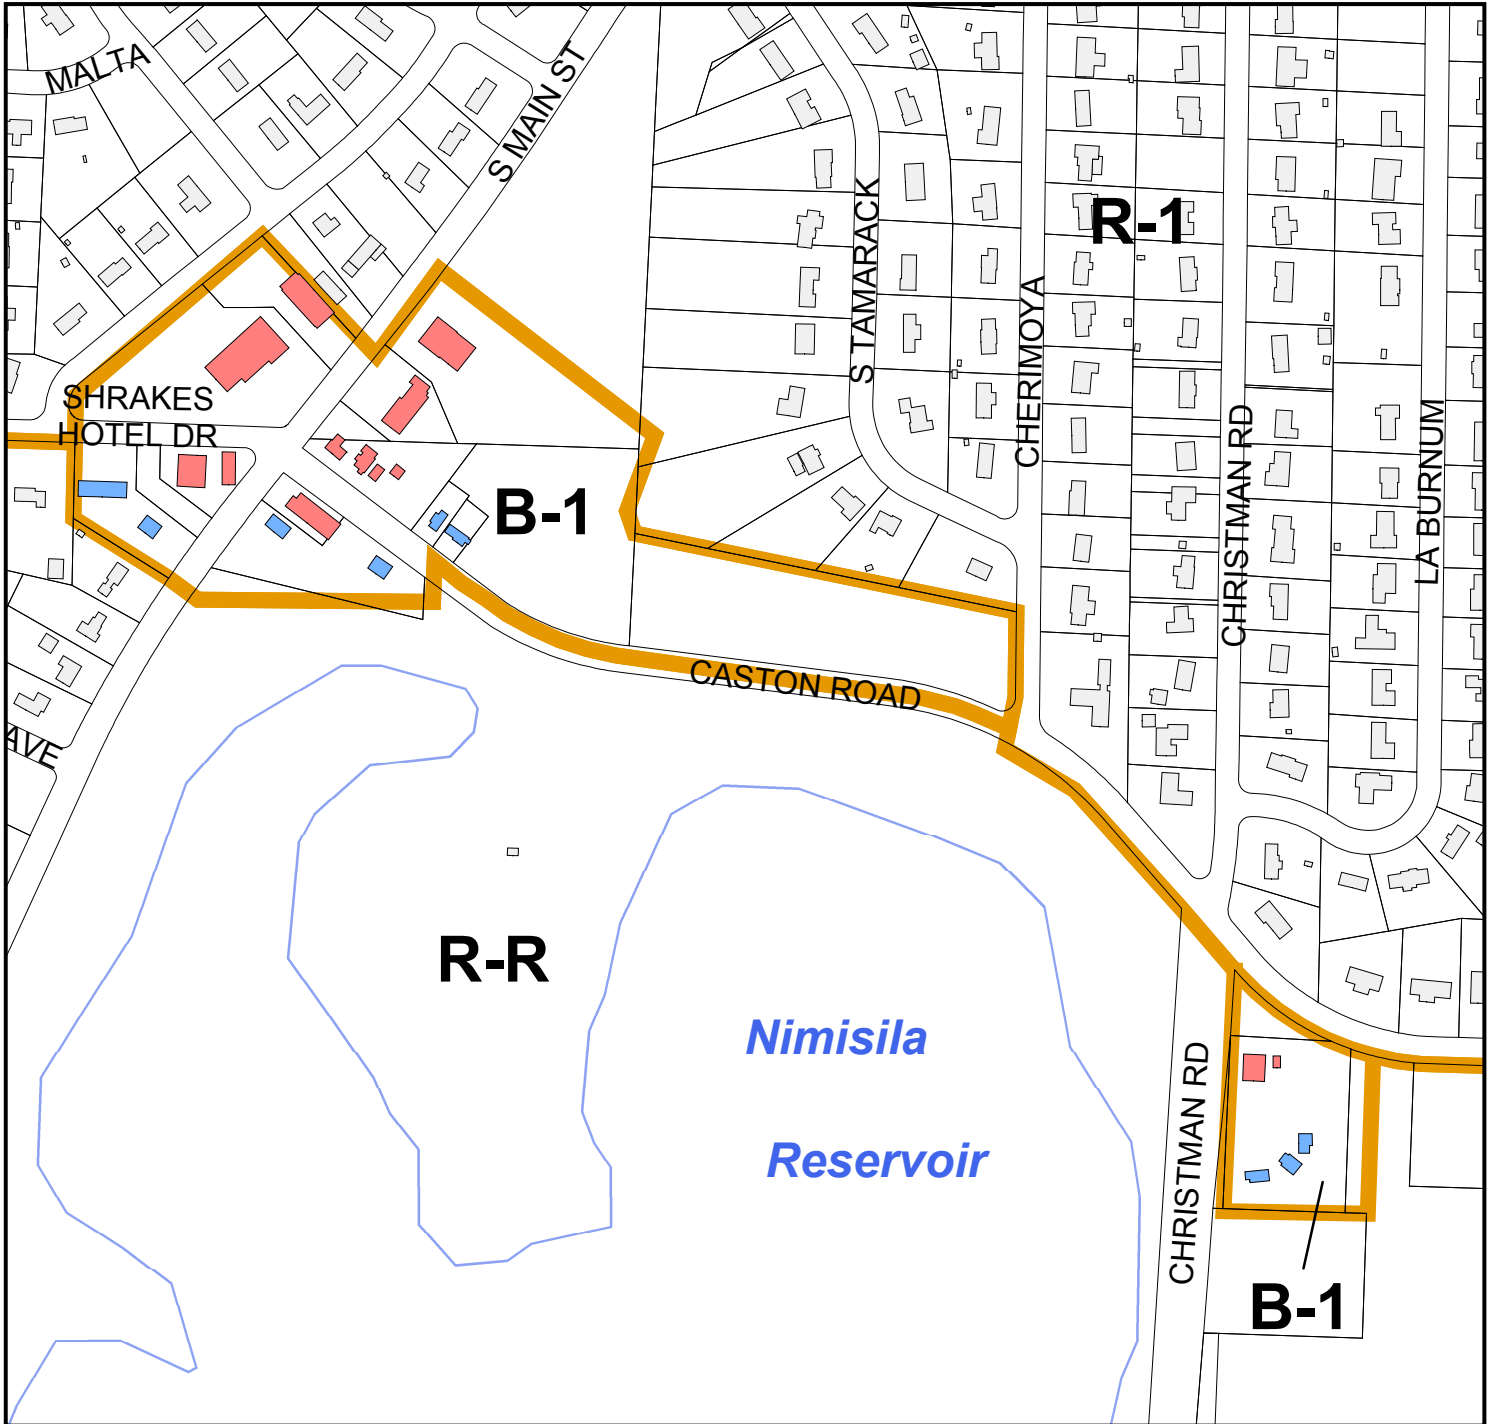 MALTA
S MAIN ST
S TAMARACK
R-1
CHERIMOYA
SHRAKES
HOTEL DR
CHRISTMAN RD
LA BURNUM
B-1
CASTON ROAD
AVE
R-R
Nimisila
Reservoir
CHRISTMAN RD
B-1